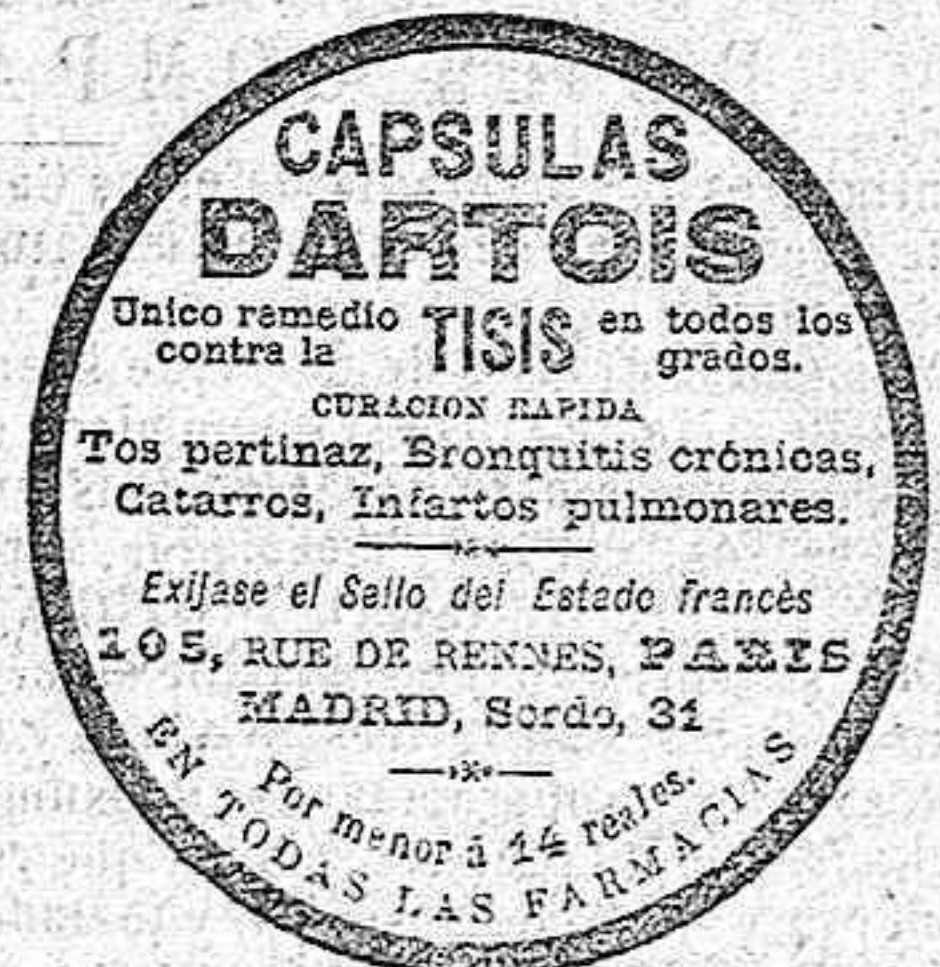 CAPSULAS
DARTOIS
Unico remedio contra la TISIS en todos los grados.
CURACION RAPIDA
Tos pertinaz, Bronquitis crónicas,
Catarros, Infartos pulmonares.
Exijase el Sello del Estado francès
105, RUE DE RENNES, PARIS
MADRID, Sordo, 31
Por menor á 14 reales.
EN TODAS LAS FARMACIAS